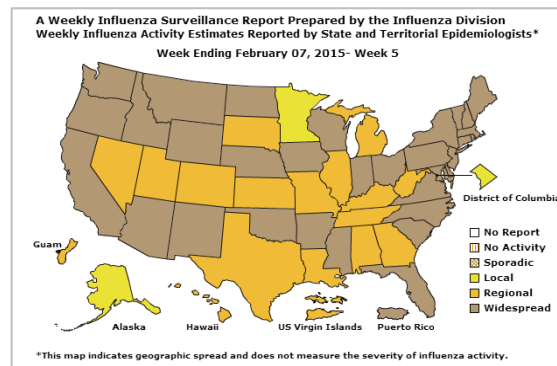 A Weekly Influenza Surveillance Report Prepared by the Influenza Division
Weekly Influenza Activity Estimates Reported by State and Territorial Epidemiologists*
Week Ending February 07, 2015- Week 5
District of Columbia
No Report
No Activity
Sporadic
Local
Regional
Widespread
Guam
Alaska
Hawaii
US Virgin Islands
Puerto Rico
*This map indicates geographic spread and does not measure the severity of influenza activity.